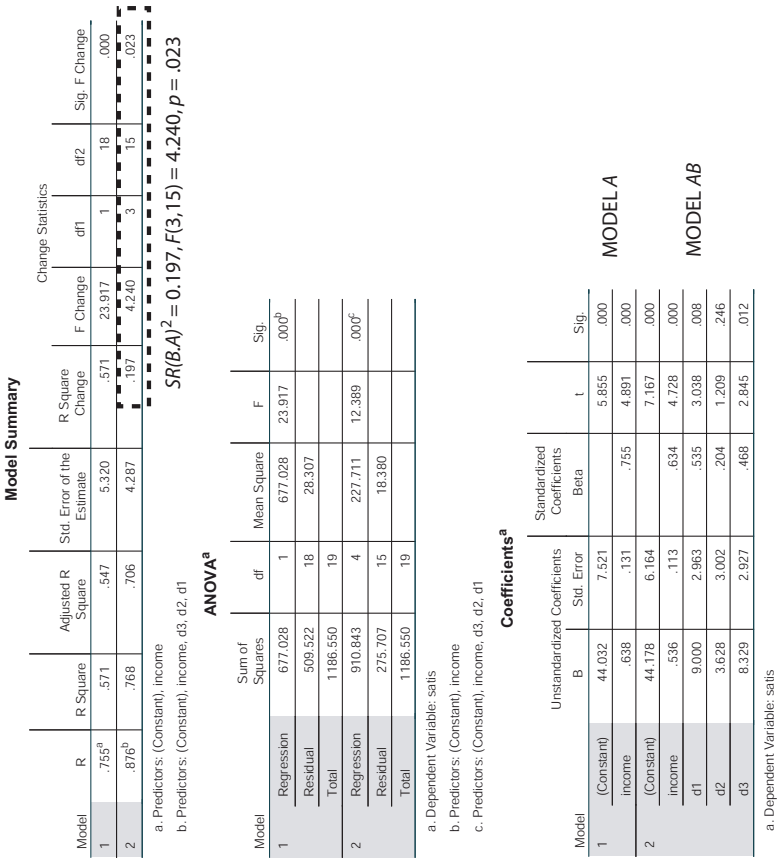 Model Summary
Change Statistics
Model R R Square Adjusted R Square Std. Error of the Estimate R Square Change F Change df1 df2 Sig. F Change
1 .755a .571 .547 5.320 .571 23.917 1 18 .000
2 .876b .768 .706 4.287 .197 4.240 3 15 .023
a. Predictors: (Constant), income
b. Predictors: (Constant), income, d3, d2, d1
SR(B.A)² = 0.197, F(3,15) = 4.240, p = .023
ANOVAa
Model Sum of Squares df Mean Square F Sig.
1 Regression 677.028 1 677.028 23.917 .000b
Residual 509.522 18 28.307
Total 1186.550 19
2 Regression 910.843 4 227.711 12.389 .000c
Residual 275.707 15 18.380
Total 1186.550 19
a. Dependent Variable: satis
b. Predictors: (Constant), income
c. Predictors: (Constant), income, d3, d2, d1
Coefficientsa
Unstandardized Coefficients Standardized Coefficients
Model B Std. Error Beta t Sig.
1 (Constant) 44.032 7.521 5.855 .000
income .638 .131 .755 4.891 .000
MODEL A
2 (Constant) 44.178 6.164 7.167 .000
income .536 .113 .634 4.728 .000
d1 9.000 2.963 .535 3.038 .008
MODEL AB
d2 3.628 3.002 .204 1.209 .246
d3 8.329 2.927 .468 2.845 .012
a. Dependent Variable: satis